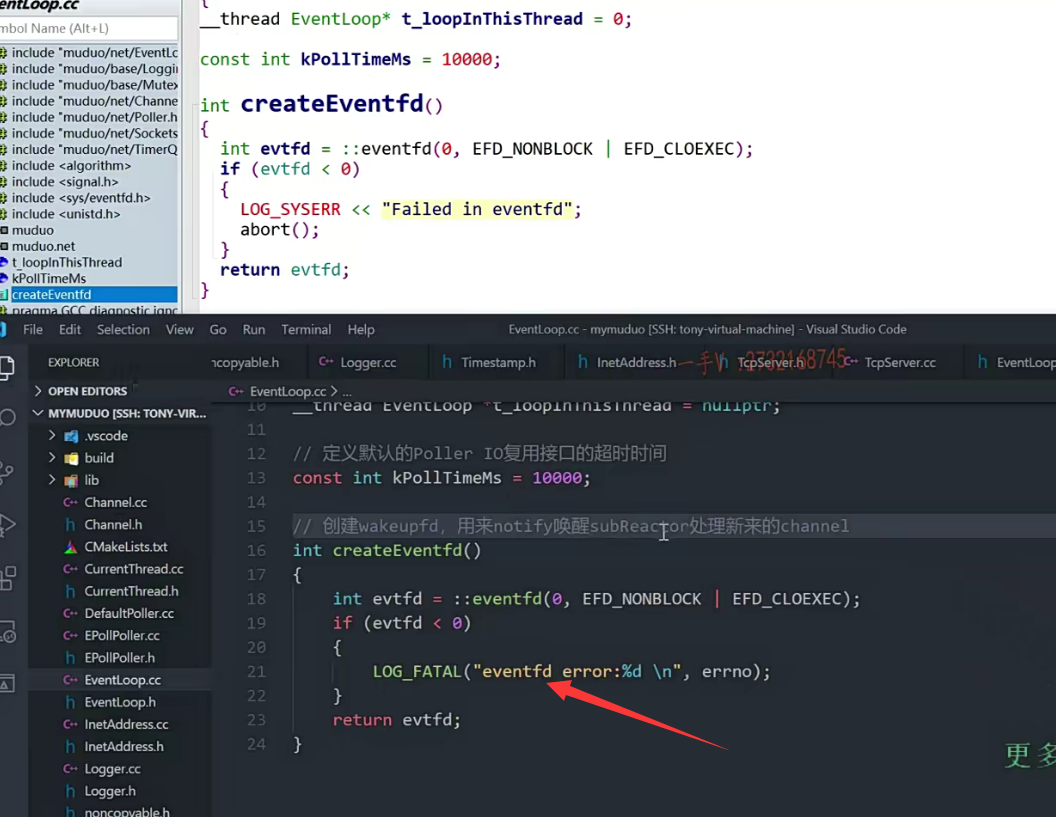 entLoop.cc
mbol Name (Alt+L)
include "muduo/net/EventLc
include "muduo/base/Loggi
include "muduo/base/Mutex
include "muduo/net/Channe
include "muduo/net/Poller.h
include "muduo/net/Sockets
include "muduo/net/TimerQ
include <algorithm>
include <signal.h>
include <sys/eventfd.h>
include <unistd.h>
muduo
muduo.net
t_loopInThisThread
kPollTimeMs
createEventfd
pragma GCC diagnostic igno
{
__thread EventLoop* t_loopInThisThread = 0;
const int kPollTimeMs = 10000;
int createEventfd()
{
int evtfd = ::eventfd(0, EFD_NONBLOCK | EFD_CLOEXEC);
if (evtfd < 0)
{
LOG_SYSERR << "Failed in eventfd";
abort();
}
return evtfd;
}
File Edit Selection View Go Run Terminal Help
EventLoop.cc - mymuduo [SSH: tony-virtual-machine] - Visual Studio Code
EXPLORER
ncopyable.h C++ Logger.cc h Timestamp.h h InetAddress.h h TcpServer.h C++ TcpServer.cc h EventLoop
OPEN EDITORS
MYMUDUO [SSH: TONY-VIR...
.vscode
build
lib
C++ Channel.cc
h Channel.h
CMakeLists.txt
C++ CurrentThread.cc
h CurrentThread.h
C++ DefaultPoller.cc
C++ EPollPoller.cc
h EPollPoller.h
C++ EventLoop.cc
h EventLoop.h
C++ InetAddress.cc
h InetAddress.h
C++ Logger.cc
h Logger.h
h noncopyable.h
C++ EventLoop.cc > ...
10 __thread EventLoop *t_loopInThisThread = nullptr;
11
12 // 定义默认的Poller IO复用接口的超时时间
13 const int kPollTimeMs = 10000;
14
15 // 创建wakeupfd，用来notify唤醒subReactor处理新来的channel
16 int createEventfd()
17 {
18 int evtfd = ::eventfd(0, EFD_NONBLOCK | EFD_CLOEXEC);
19 if (evtfd < 0)
20 {
21 LOG_FATAL("eventfd error:%d \n", errno);
22 }
23 return evtfd;
24 }
更多